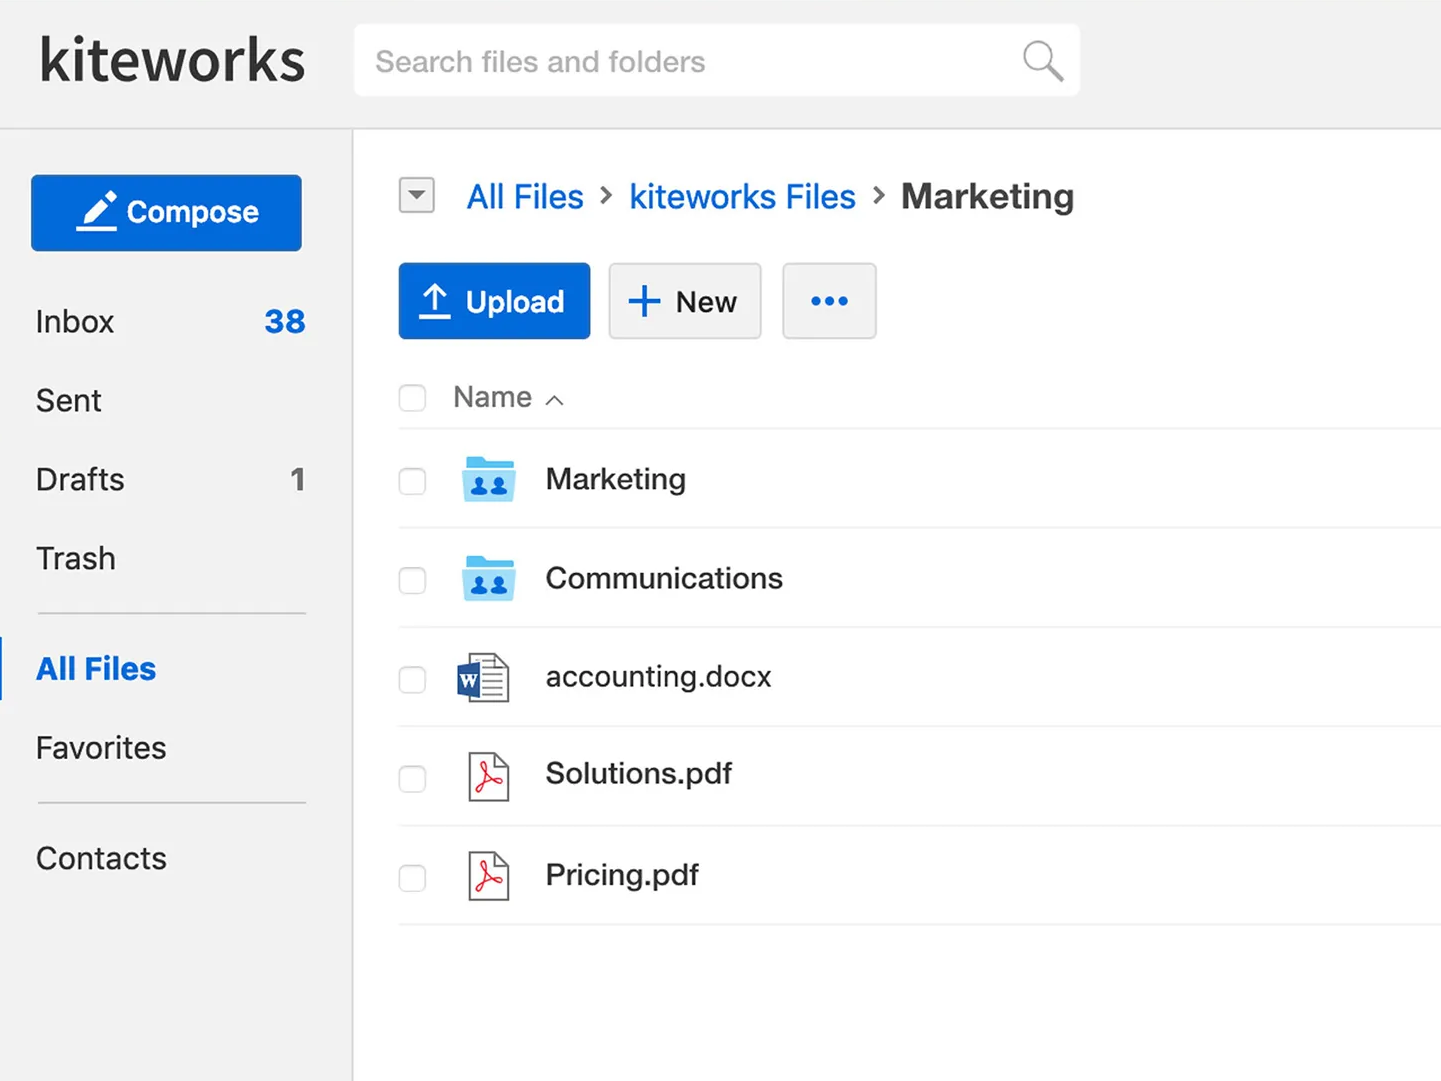 kiteworks
Search files and folders
Compose
Inbox 38
Sent
Drafts 1
Trash
All Files
Favorites
Contacts
All Files > kiteworks Files > Marketing
Upload
New
Name
Marketing
Communications
W
accounting.docx
Solutions.pdf
Pricing.pdf